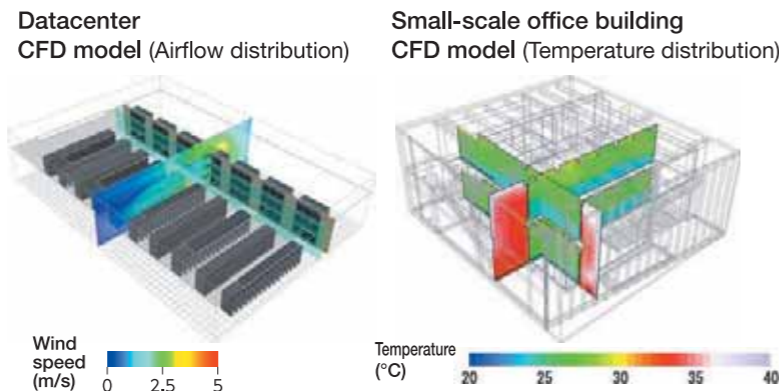 Datacenter
CFD model (Airflow distribution)
Small-scale office building
CFD model (Temperature distribution)
Wind
speed
(m/s)
0 2.5 5
Temperature
(°C)
20 25 30 35 40